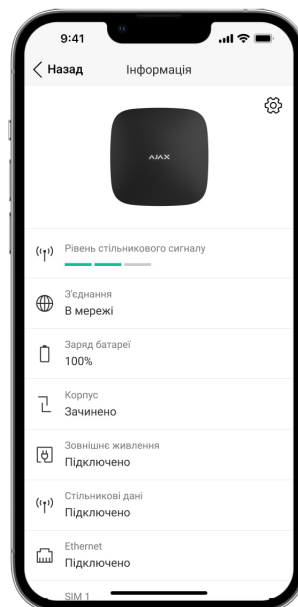 9:41
Назад
Інформація
AJAX
Рівень стільникового сигналу
З'єднання
В мережі
Заряд батареї
100%
Корпус
Зачинено
Зовнішнє живлення
Підключено
Стільникові дані
Підключено
Ethernet
Підключено
SIM 1